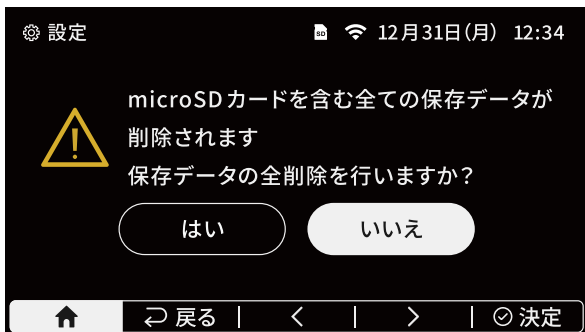 設定 SD 12月31日(月) 12:34
microSDカードを含む全ての保存データが
削除されます
保存データの全削除を行いますか?
はい いいえ
戻る 決定